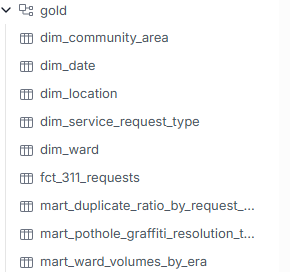 gold
dim_community_area
dim_date
dim_location
dim_service_request_type
dim_ward
fct_311_requests
mart_duplicate_ratio_by_request_...
mart_pothole_graffiti_resolution_t...
mart_ward_volumes_by_era